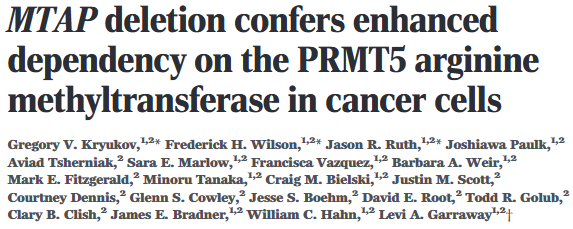 MTAP deletion confers enhanced
dependency on the PRMT5 arginine
methyltransferase in cancer cells
Gregory V. Kryukov,1,2* Frederick H. Wilson,1,2* Jason R. Ruth,1,2* Joshiawa Paulk,1,2
Aviad Tsherniak,2 Sara E. Marlow,1,2 Francisca Vazquez,1,2 Barbara A. Weir,1,2
Mark E. Fitzgerald,2 Minoru Tanaka,1,2 Craig M. Bielski,1,2 Justin M. Scott,2
Courtney Dennis,2 Glenn S. Cowley,2 Jesse S. Boehm,2 David E. Root,2 Todd R. Golub,2
Clary B. Clish,2 James E. Bradner,1,2 William C. Hahn,1,2 Levi A. Garraway1,2†